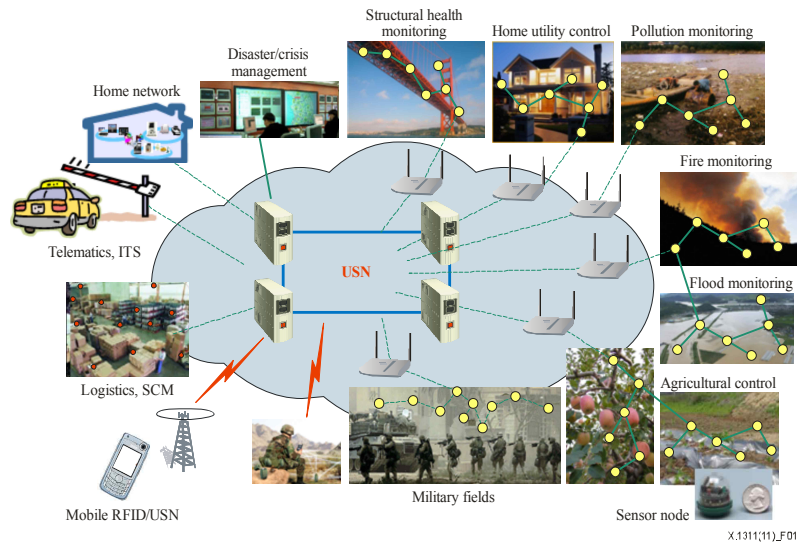 Structural health
monitoring
Home utility control
Pollution monitoring
Disaster/crisis
management
Home network
Fire monitoring
Telematics, ITS
USN
Flood monitoring
Logistics, SCM
Agricultural control
Military fields
Mobile RFID/USN
Sensor node
X.1311(11)_F01